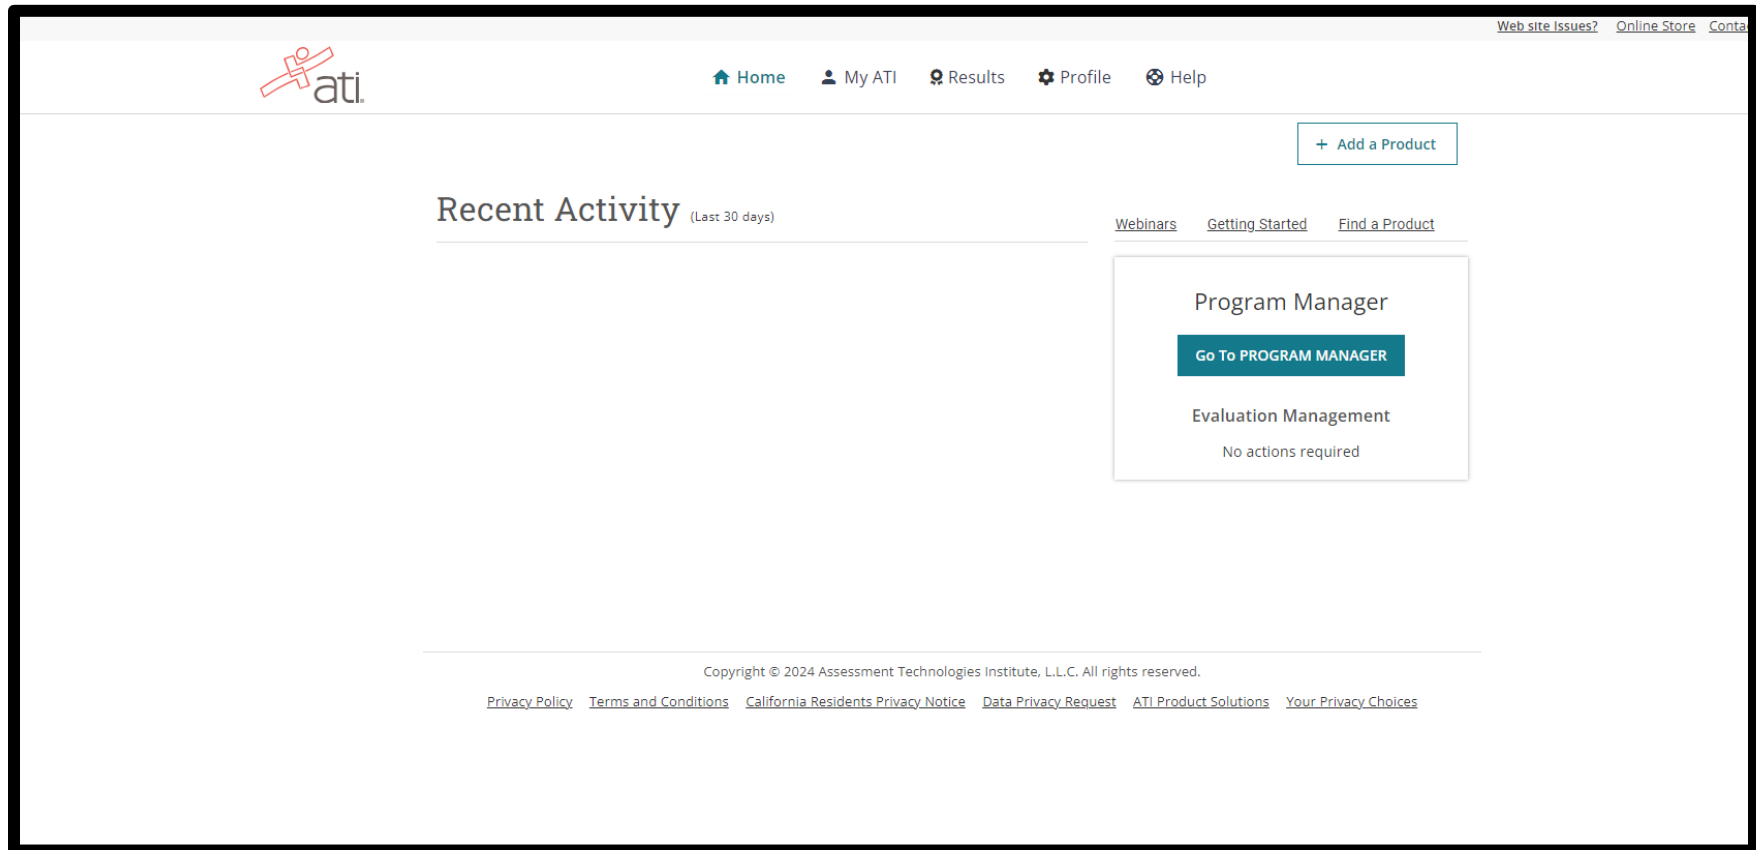 Web site Issues? Online Store
ati
Home My ATI Results Profile Help
+ Add a Product
Recent Activity (Last 30 days)
Webinars Getting Started Find a Product
Program Manager
Go To PROGRAM MANAGER
Evaluation Management
No actions required
Copyright © 2024 Assessment Technologies Institute, L.L.C. All rights reserved.
Privacy Policy Terms and Conditions California Residents Privacy Notice Data Privacy Request ATI Product Solutions Your Privacy Choices